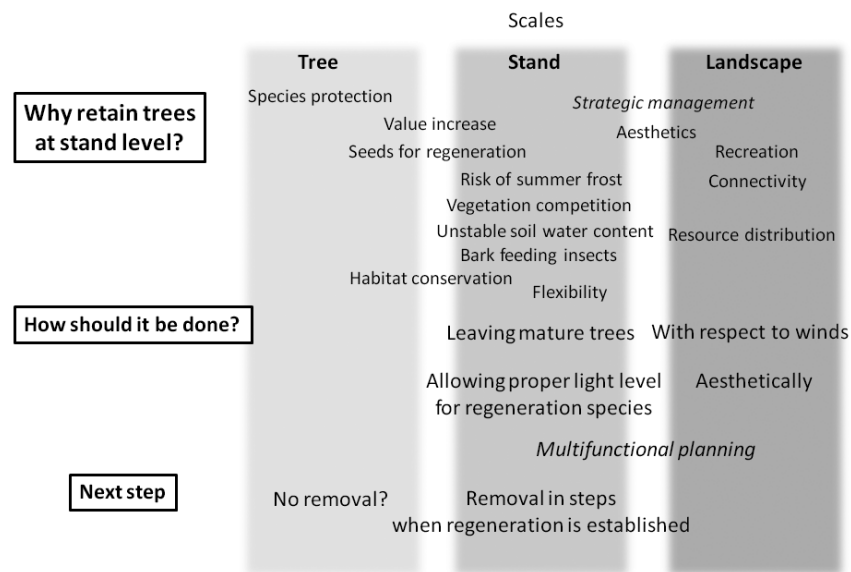 Scales
Tree
Stand
Landscape
Why retain trees
at stand level?
Species protection
Strategic management
Value increase
Aesthetics
Seeds for regeneration
Recreation
Risk of summer frost
Connectivity
Vegetation competition
Unstable soil water content
Resource distribution
Bark feeding insects
Habitat conservation
Flexibility
How should it be done?
Leaving mature trees
With respect to winds
Allowing proper light level
for regeneration species
Aesthetically
Multifunctional planning
Next step
No removal?
Removal in steps
when regeneration is established